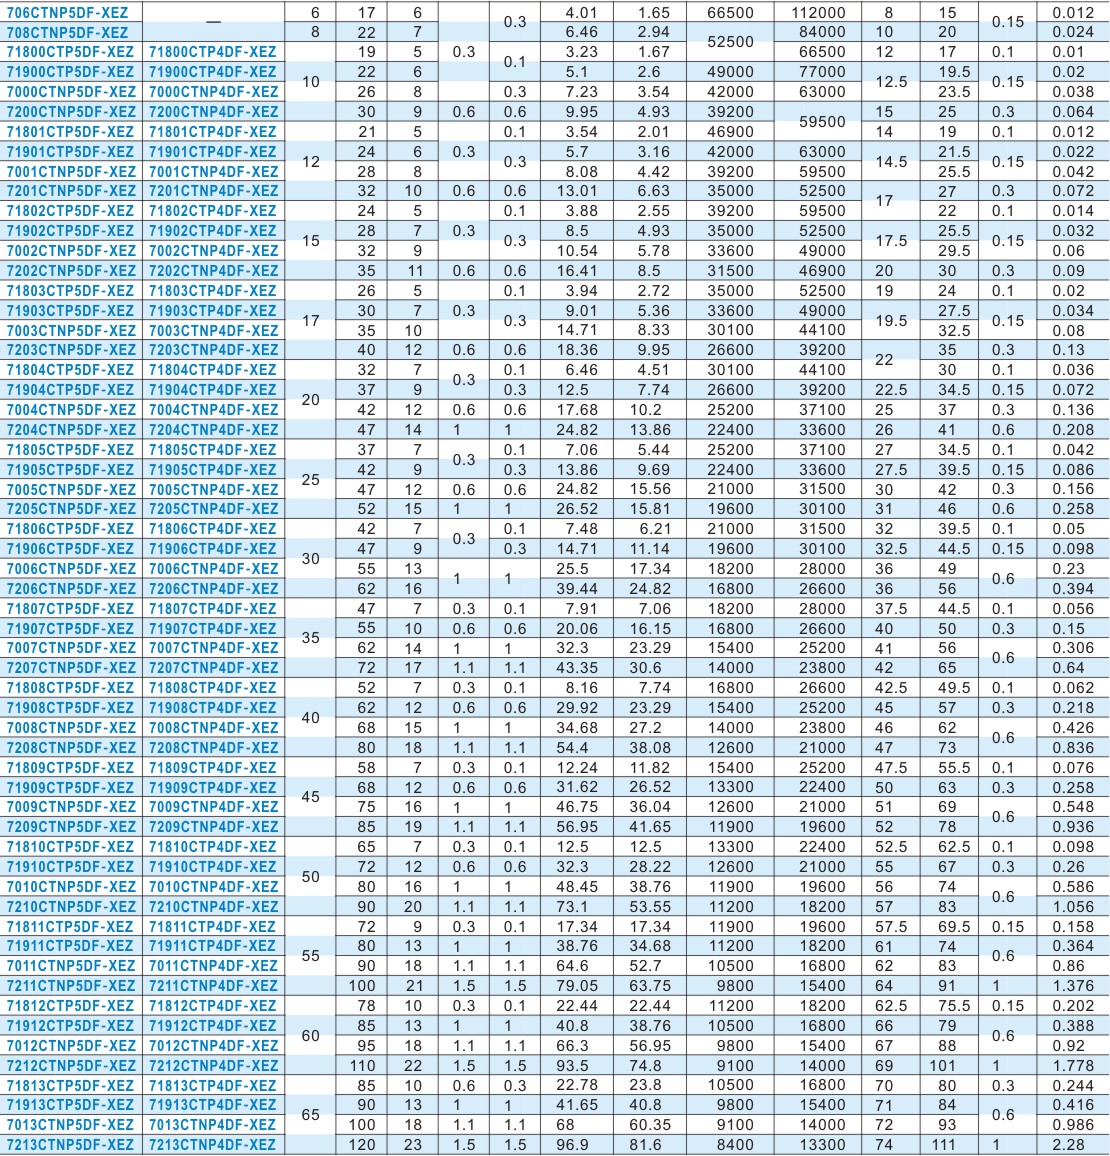 706CTNP5DF-XEZ — 6 17 6 0.3 4.01 1.65 66500 112000 8 15 0.15 0.012
708CTNP5DF-XEZ 8 22 7 6.46 2.94 52500 84000 10 20 0.024
71800CTP5DF-XEZ 71800CTP4DF-XEZ 10 19 5 0.3 0.1 3.23 1.67 66500 12 17 0.1 0.01
71900CTP5DF-XEZ 71900CTP4DF-XEZ 22 6 5.1 2.6 49000 77000 12.5 19.5 0.15 0.02
7000CTNP5DF-XEZ 7000CTNP4DF-XEZ 26 8 0.3 7.23 3.54 42000 63000 23.5 0.038
7200CTNP5DF-XEZ 7200CTNP4DF-XEZ 30 9 0.6 0.6 9.95 4.93 39200 59500 15 25 0.3 0.064
71801CTP5DF-XEZ 71801CTP4DF-XEZ 12 21 5 0.3 0.1 3.54 2.01 46900 14 19 0.1 0.012
71901CTP5DF-XEZ 71901CTP4DF-XEZ 24 6 0.3 5.7 3.16 42000 63000 14.5 21.5 0.15 0.022
7001CTNP5DF-XEZ 7001CTNP4DF-XEZ 28 8 8.08 4.42 39200 59500 25.5 0.042
7201CTNP5DF-XEZ 7201CTNP4DF-XEZ 32 10 0.6 0.6 13.01 6.63 35000 52500 17 27 0.3 0.072
71802CTP5DF-XEZ 71802CTP4DF-XEZ 15 24 5 0.3 0.1 3.88 2.55 39200 59500 22 0.1 0.014
71902CTP5DF-XEZ 71902CTP4DF-XEZ 28 7 0.3 8.5 4.93 35000 52500 17.5 25.5 0.15 0.032
7002CTNP5DF-XEZ 7002CTNP4DF-XEZ 32 9 10.54 5.78 33600 49000 29.5 0.06
7202CTNP5DF-XEZ 7202CTNP4DF-XEZ 35 11 0.6 0.6 16.41 8.5 31500 46900 20 30 0.3 0.09
71803CTP5DF-XEZ 71803CTP4DF-XEZ 17 26 5 0.3 0.1 3.94 2.72 35000 52500 19 24 0.1 0.02
71903CTP5DF-XEZ 71903CTP4DF-XEZ 30 7 0.3 9.01 5.36 33600 49000 19.5 27.5 0.15 0.034
7003CTNP5DF-XEZ 7003CTNP4DF-XEZ 35 10 14.71 8.33 30100 44100 32.5 0.08
7203CTNP5DF-XEZ 7203CTNP4DF-XEZ 40 12 0.6 0.6 18.36 9.95 26600 39200 22 35 0.3 0.13
71804CTP5DF-XEZ 71804CTP4DF-XEZ 20 32 7 0.3 0.1 6.46 4.51 30100 44100 30 0.1 0.036
71904CTNP5DF-XEZ 71904CTNP4DF-XEZ 37 9 0.3 12.5 7.74 26600 39200 22.5 34.5 0.15 0.072
7004CTNP5DF-XEZ 7004CTNP4DF-XEZ 42 12 0.6 0.6 17.68 10.2 25200 37100 25 37 0.3 0.136
7204CTNP5DF-XEZ 7204CTNP4DF-XEZ 47 14 1 1 24.82 13.86 22400 33600 26 41 0.6 0.208
71805CTP5DF-XEZ 71805CTP4DF-XEZ 25 37 7 0.3 0.1 7.06 5.44 25200 37100 27 34.5 0.1 0.042
71905CTNP5DF-XEZ 71905CTNP4DF-XEZ 42 9 0.3 13.86 9.69 22400 33600 27.5 39.5 0.15 0.086
7005CTNP5DF-XEZ 7005CTNP4DF-XEZ 47 12 0.6 0.6 24.82 15.56 21000 31500 30 42 0.3 0.156
7205CTNP5DF-XEZ 7205CTNP4DF-XEZ 52 15 1 1 26.52 15.81 19600 30100 31 46 0.6 0.258
71806CTP5DF-XEZ 71806CTP4DF-XEZ 30 42 7 0.3 0.1 7.48 6.21 21000 31500 32 39.5 0.1 0.05
71906CTNP5DF-XEZ 71906CTNP4DF-XEZ 47 9 0.3 14.71 11.14 19600 30100 32.5 44.5 0.15 0.098
7006CTNP5DF-XEZ 7006CTNP4DF-XEZ 55 13 1 1 25.5 17.34 18200 28000 36 49 0.6 0.23
7206CTNP5DF-XEZ 7206CTNP4DF-XEZ 62 16 39.44 24.82 16800 26600 36 56 0.394
71807CTP5DF-XEZ 71807CTP4DF-XEZ 35 47 7 0.3 0.1 7.91 7.06 18200 28000 37.5 44.5 0.1 0.056
71907CTP5DF-XEZ 71907CTP4DF-XEZ 55 10 0.6 0.6 20.06 16.15 16800 26600 40 50 0.3 0.15
7007CTNP5DF-XEZ 7007CTNP4DF-XEZ 62 14 1 1 32.3 23.29 15400 25200 41 56 0.6 0.306
7207CTNP5DF-XEZ 7207CTNP4DF-XEZ 72 17 1.1 1.1 43.35 30.6 14000 23800 42 65 0.64
71808CTP5DF-XEZ 71808CTP4DF-XEZ 40 52 7 0.3 0.1 8.16 7.74 16800 26600 42.5 49.5 0.1 0.062
71908CTP5DF-XEZ 71908CTP4DF-XEZ 62 12 0.6 0.6 29.92 23.29 15400 25200 45 57 0.3 0.218
7008CTNP5DF-XEZ 7008CTNP4DF-XEZ 68 15 1 1 34.68 27.2 14000 23800 46 62 0.6 0.426
7208CTNP5DF-XEZ 7208CTNP4DF-XEZ 80 18 1.1 1.1 54.4 38.08 12600 21000 47 73 0.836
71809CTP5DF-XEZ 71809CTP4DF-XEZ 45 58 7 0.3 0.1 12.24 11.82 15400 25200 47.5 55.5 0.1 0.076
71909CTP5DF-XEZ 71909CTP4DF-XEZ 68 12 0.6 0.6 31.62 26.52 13300 22400 50 63 0.3 0.258
7009CTNP5DF-XEZ 7009CTNP4DF-XEZ 75 16 1 1 46.75 36.04 12600 21000 51 69 0.6 0.548
7209CTNP5DF-XEZ 7209CTNP4DF-XEZ 85 19 1.1 1.1 56.95 41.65 11900 19600 52 78 0.936
71810CTP5DF-XEZ 71810CTP4DF-XEZ 50 65 7 0.3 0.1 12.5 12.5 13300 22400 52.5 62.5 0.1 0.098
71910CTP5DF-XEZ 71910CTP4DF-XEZ 72 12 0.6 0.6 32.3 28.22 12600 21000 55 67 0.3 0.26
7010CTNP5DF-XEZ 7010CTNP4DF-XEZ 80 16 1 1 48.45 38.76 11900 19600 56 74 0.6 0.586
7210CTNP5DF-XEZ 7210CTNP4DF-XEZ 90 20 1.1 1.1 73.1 53.55 11200 18200 57 83 1.056
71811CTP5DF-XEZ 71811CTP4DF-XEZ 55 72 9 0.3 0.1 17.34 17.34 11900 19600 57.5 69.5 0.15 0.158
71911CTP5DF-XEZ 71911CTP4DF-XEZ 80 13 1 1 38.76 34.68 11200 18200 61 74 0.6 0.364
7011CTNP5DF-XEZ 7011CTNP4DF-XEZ 90 18 1.1 1.1 64.6 52.7 10500 16800 62 83 0.86
7211CTNP5DF-XEZ 7211CTNP4DF-XEZ 100 21 1.5 1.5 79.05 63.75 9800 15400 64 91 1 1.376
71812CTP5DF-XEZ 71812CTP4DF-XEZ 60 78 10 0.3 0.1 22.44 22.44 11200 18200 62.5 75.5 0.15 0.202
71912CTP5DF-XEZ 71912CTP4DF-XEZ 85 13 1 1 40.8 38.76 10500 16800 66 79 0.6 0.388
7012CTNP5DF-XEZ 7012CTNP4DF-XEZ 95 18 1.1 1.1 66.3 56.95 9800 15400 67 88 0.92
7212CTNP5DF-XEZ 7212CTNP4DF-XEZ 110 22 1.5 1.5 93.5 74.8 9100 14000 69 101 1 1.778
71813CTP5DF-XEZ 71813CTP4DF-XEZ 65 85 10 0.6 0.3 22.78 23.8 10500 16800 70 80 0.3 0.244
71913CTP5DF-XEZ 71913CTP4DF-XEZ 90 13 1 1 41.65 40.8 9800 15400 71 84 0.6 0.416
7013CTNP5DF-XEZ 7013CTNP4DF-XEZ 100 18 1.1 1.1 68 60.35 9100 14000 72 93 0.986
7213CTNP5DF-XEZ 7213CTNP4DF-XEZ 120 23 1.5 1.5 96.9 81.6 8400 13300 74 111 1 2.28